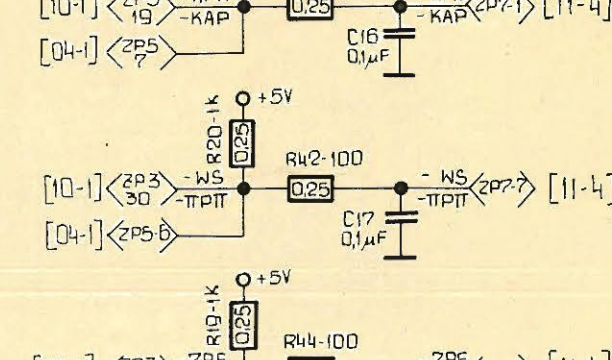 [10-1] 19 -KAP 0,25 -KAP ZP7-1 [11-4]
[04-1] ZP5 7
C16
0,1µF
+5V
R20-1K
0,25
R42-100
[10-1] ZP3 30 -WS -ПРП 0,25 -WS -ПРП ZP7-7 [11-4]
[04-1] ZP5-6
C17
0,1µF
+5V
R19-1K
0,25
R44-100